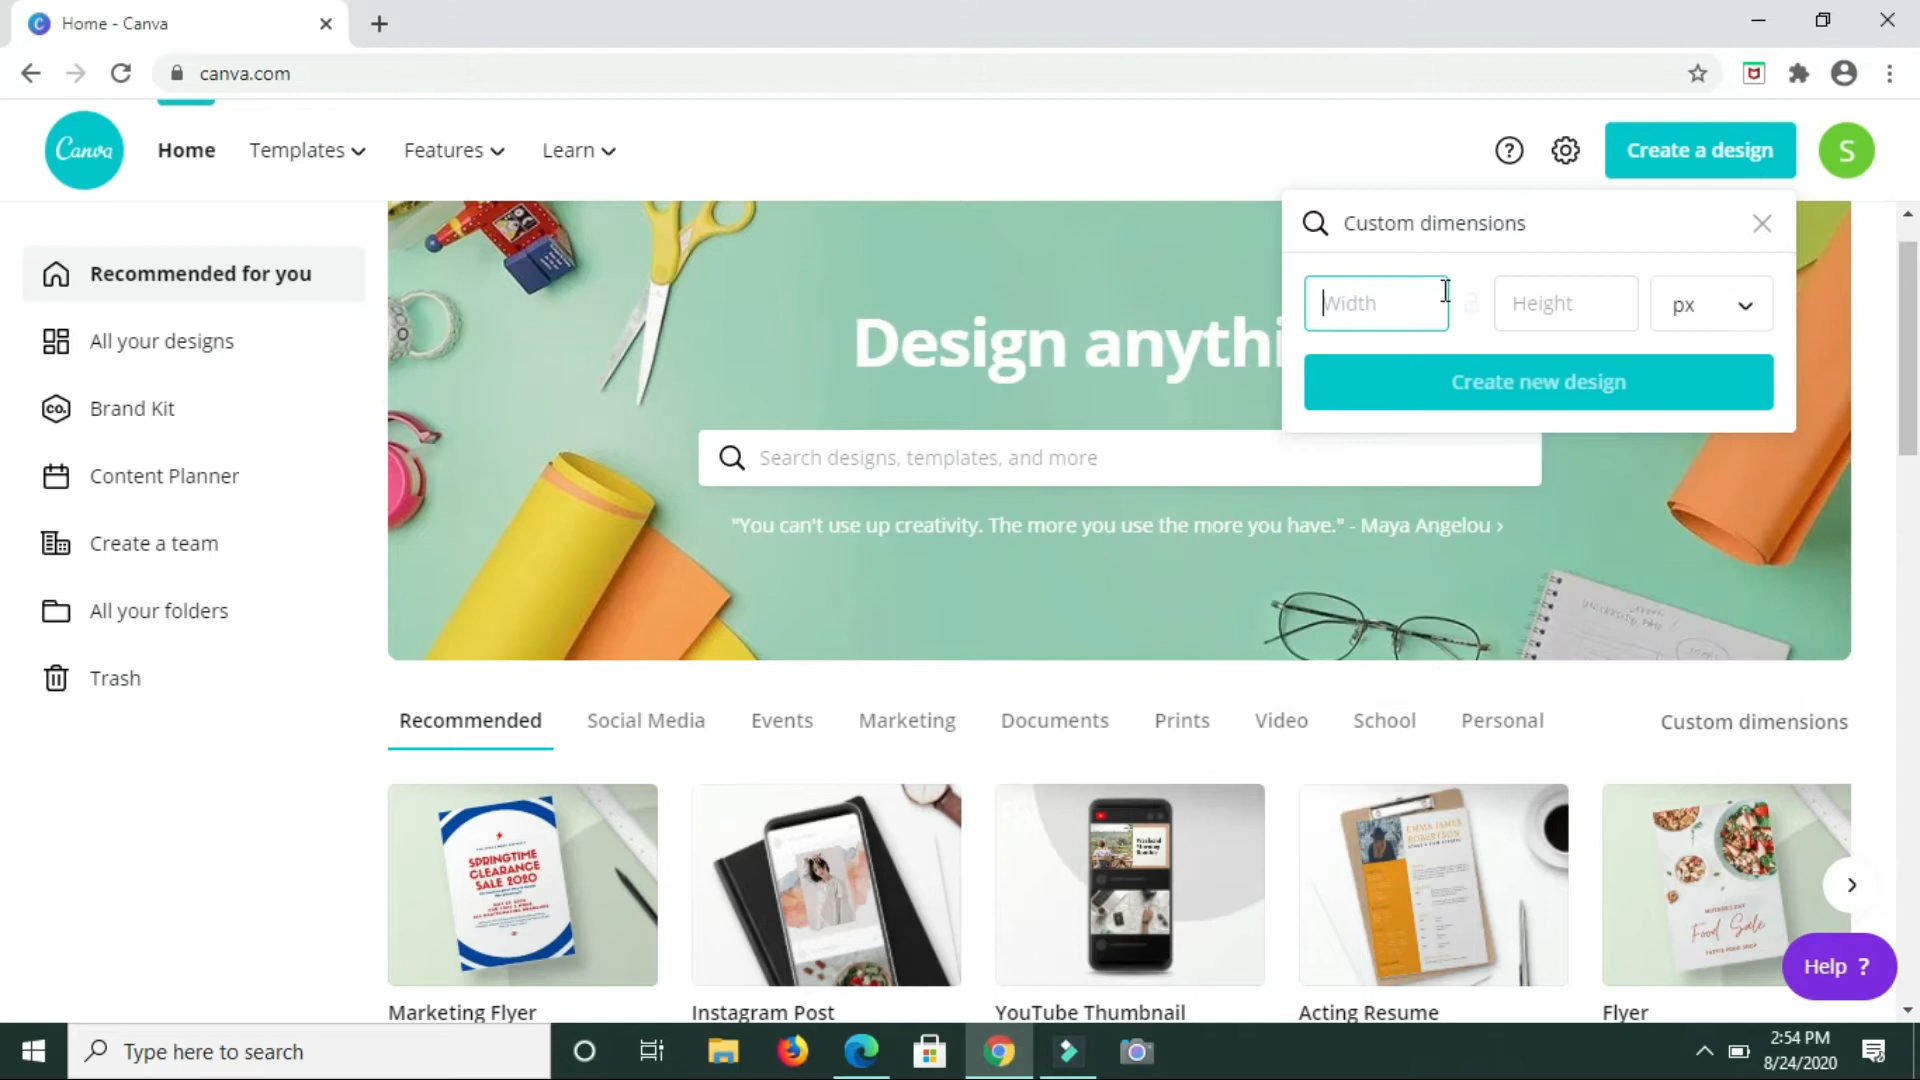 Home - Canva
canva.com
Canva
Home
Templates
Features
Learn
Create a design
S
Custom dimensions
Width
Height
px
Create new design
Recommended for you
All your designs
Brand Kit
CO.
Content Planner
Create a team
All your folders
Trash
Design anythi
Search designs, templates, and more
"You can't use up creativity. The more you use the more you have." - Maya Angelou ›
Recommended
Social Media
Events
Marketing
Documents
Prints
Video
School
Personal
Custom dimensions
SPRINGTIME
CLEARANCE
SALE 2020
EMMA JAMES
ROBERTSON
Food Sale
Marketing Flyer
Instagram Post
YouTube Thumbnail
Acting Resume
Flyer
Help ?
Type here to search
2:54 PM
8/24/2020